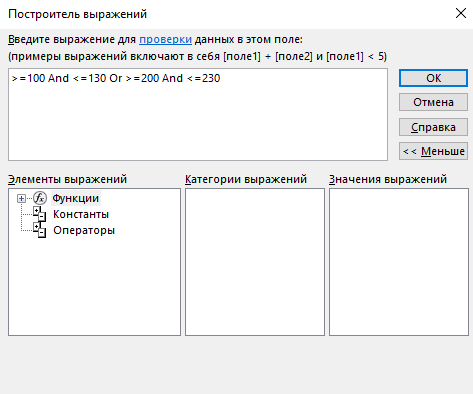 Построитель выражений
Введите выражение для проверки данных в этом поле:
(примеры выражений включают в себя [поле1] + [поле2] и [поле1] < 5)
>=100 And <=130 Or >=200 And <=230
ОК
Отмена
Справка
<< Меньше
Элементы выражений
Категории выражений
Значения выражений
Функции
Константы
Операторы